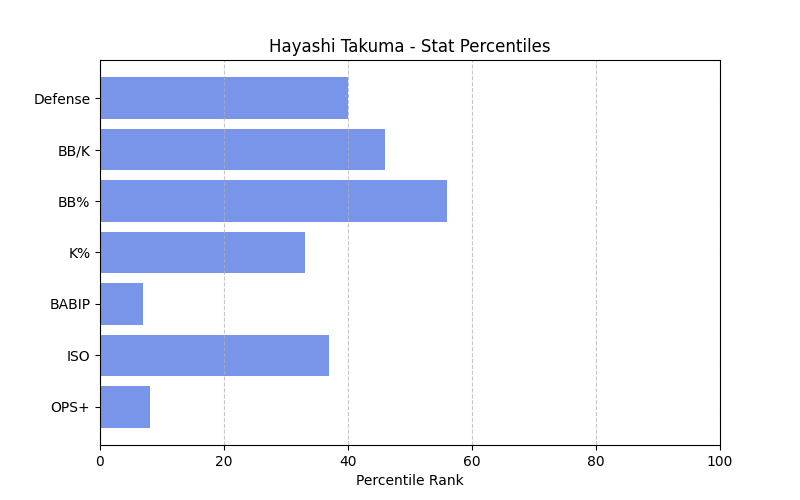 Hayashi Takuma - Stat Percentiles
Defense
BB/K
BB%
K%
BABIP
ISO
OPS+
0 20 40 60 80 100
Percentile Rank